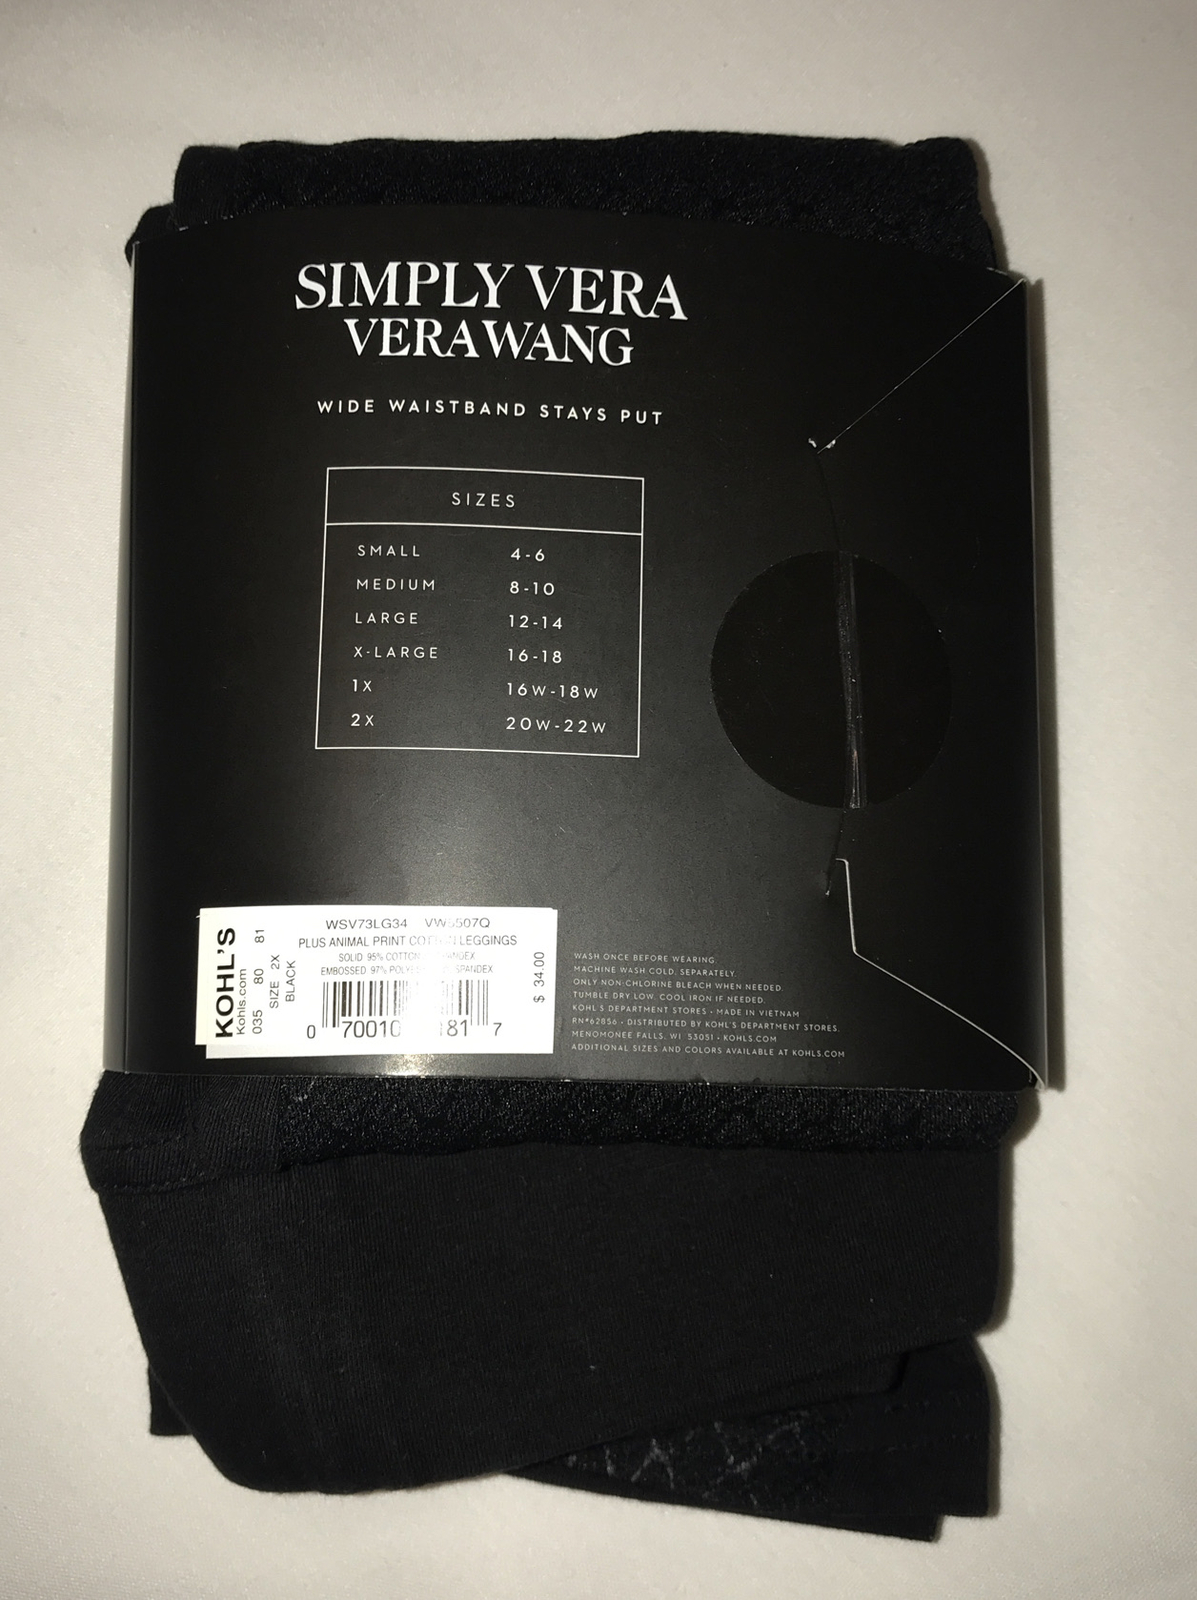 SIMPLY VERA
VERA WANG
WIDE WAISTBAND STAYS PUT
SIZES
SMALL 4-6
MEDIUM 8-10
LARGE 12-14
X-LARGE 16-18
1X 16W-18W
2X 20W-22W
KOHL'S
Kohls.com
035 80 81
SIZE 2X
BLACK
WSV73LG34
PLUS ANIMAL PRINT LEGGINGS
SOLID 95% COTTON
EMBOSSED 97% SPANDEX
$ 34.00
0 70010 81 7
WASH ONCE BEFORE WEARING.
MACHINE WASH COLD, SEPARATELY.
ONLY NON-CHLORINE BLEACH WHEN NEEDED.
TUMBLE DRY LOW. COOL IRON IF NEEDED.
KOHL'S DEPARTMENT STORES • MADE IN VIETNAM
RN#62856 • DISTRIBUTED BY KOHL'S DEPARTMENT STORES,
MENOMONEE FALLS, WI 53051 • KOHLS.COM
ADDITIONAL SIZES AND COLORS AVAILABLE AT KOHLS.COM